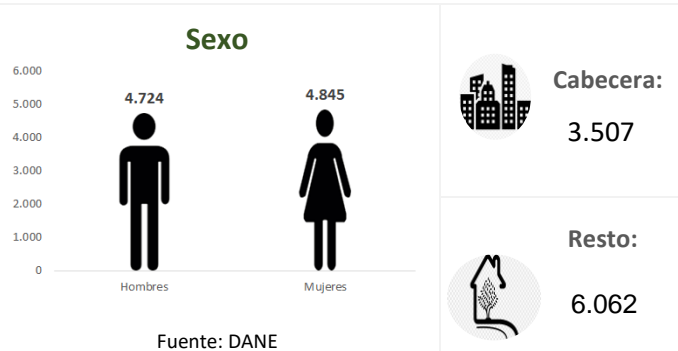 Sexo
6.000
5.000
4.000
3.000
2.000
1.000
0
4.724
4.845
Hombres
Mujeres
Fuente: DANE
Cabecera:
3.507
Resto:
6.062